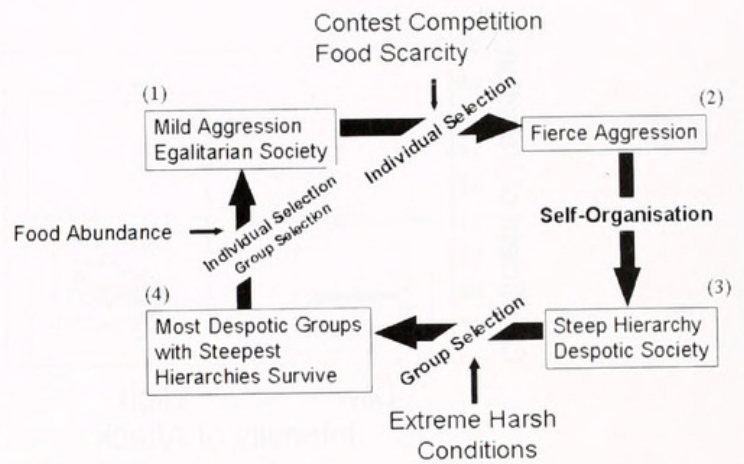 Contest Competition
Food Scarcity
(1)
Mild Aggression
Egalitarian Society
Individual Selection
(2)
Fierce Aggression
Self-Organisation
(3)
Steep Hierarchy
Despotic Society
Group Selection
Extreme Harsh
Conditions
(4)
Most Despotic Groups
with Steepest
Hierarchies Survive
Food Abundance
Individual Selection
Group Selection